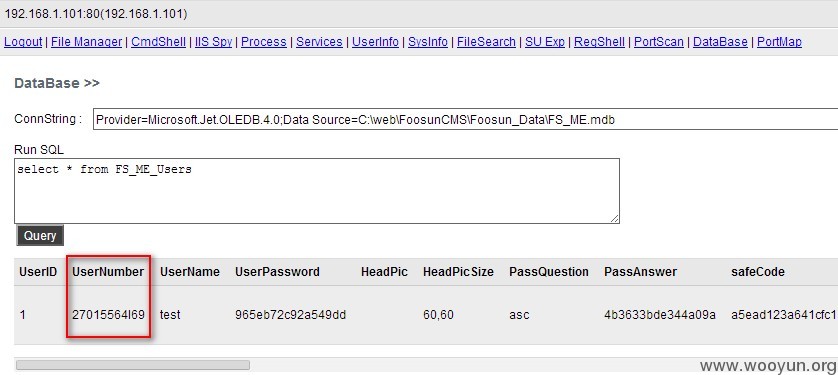 192.168.1.101:80(192.168.1.101)
Logout | File Manager | CmdShell | IIS Spy | Process | Services | UserInfo | SysInfo | FileSearch | SU Exp | RegShell | PortScan | DataBase | PortMap
DataBase >>
ConnString : Provider=Microsoft.Jet.OLEDB.4.0;Data Source=C:\web\FoosunCMS\Foosun_Data\FS_ME.mdb
Run SQL
select * from FS_ME_Users
Query
UserID UserNumber UserName UserPassword HeadPic HeadPicSize PassQuestion PassAnswer safeCode
1 27015564I69 test 965eb72c92a549dd 60,60 asc 4b3633bde344a09a a5ead123a641cfc1
www.wooyun.org